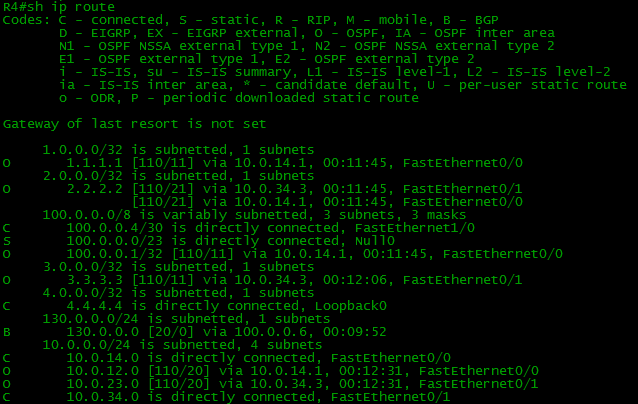 R4#sh ip route
Codes: C - connected, S - static, R - RIP, M - mobile, B - BGP
D - EIGRP, EX - EIGRP external, O - OSPF, IA - OSPF inter area
N1 - OSPF NSSA external type 1, N2 - OSPF NSSA external type 2
E1 - OSPF external type 1, E2 - OSPF external type 2
i - IS-IS, su - IS-IS summary, L1 - IS-IS level-1, L2 - IS-IS level-2
ia - IS-IS inter area, * - candidate default, U - per-user static route
o - ODR, P - periodic downloaded static route
Gateway of last resort is not set
1.0.0.0/32 is subnetted, 1 subnets
O 1.1.1.1 [110/11] via 10.0.14.1, 00:11:45, FastEthernet0/0
2.0.0.0/32 is subnetted, 1 subnets
O 2.2.2.2 [110/21] via 10.0.34.3, 00:11:45, FastEthernet0/1
[110/21] via 10.0.14.1, 00:11:45, FastEthernet0/0
100.0.0.0/8 is variably subnetted, 3 subnets, 3 masks
C 100.0.0.4/30 is directly connected, FastEthernet1/0
S 100.0.0.0/23 is directly connected, Null0
O 100.0.0.1/32 [110/11] via 10.0.14.1, 00:11:45, FastEthernet0/0
3.0.0.0/32 is subnetted, 1 subnets
O 3.3.3.3 [110/11] via 10.0.34.3, 00:12:06, FastEthernet0/1
4.0.0.0/32 is subnetted, 1 subnets
C 4.4.4.4 is directly connected, Loopback0
130.0.0.0/24 is subnetted, 1 subnets
B 130.0.0.0 [20/0] via 100.0.0.6, 00:09:52
10.0.0.0/24 is subnetted, 4 subnets
C 10.0.14.0 is directly connected, FastEthernet0/0
O 10.0.12.0 [110/20] via 10.0.14.1, 00:12:31, FastEthernet0/0
O 10.0.23.0 [110/20] via 10.0.34.3, 00:12:31, FastEthernet0/1
C 10.0.34.0 is directly connected, FastEthernet0/1